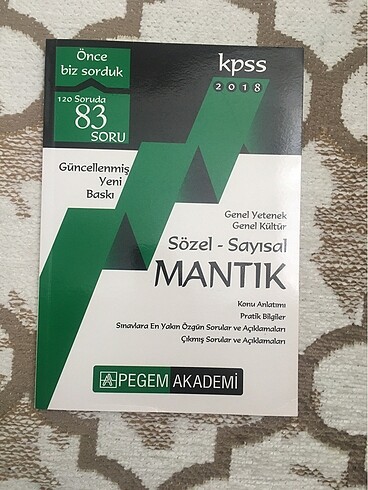 Önce
biz sorduk
120 Soruda
83
SORU
kpss
2018
Güncellenmiş
Yeni
Baskı
Genel Yetenek
Genel Kültür
Sözel - Sayısal
MANTIK
Konu Anlatımı
Pratik Bilgiler
Sınavlara En Yakın Özgün Sorular ve Açıklamaları
Çıkmış Sorular ve Açıklamaları
PEGEM AKADEMİ